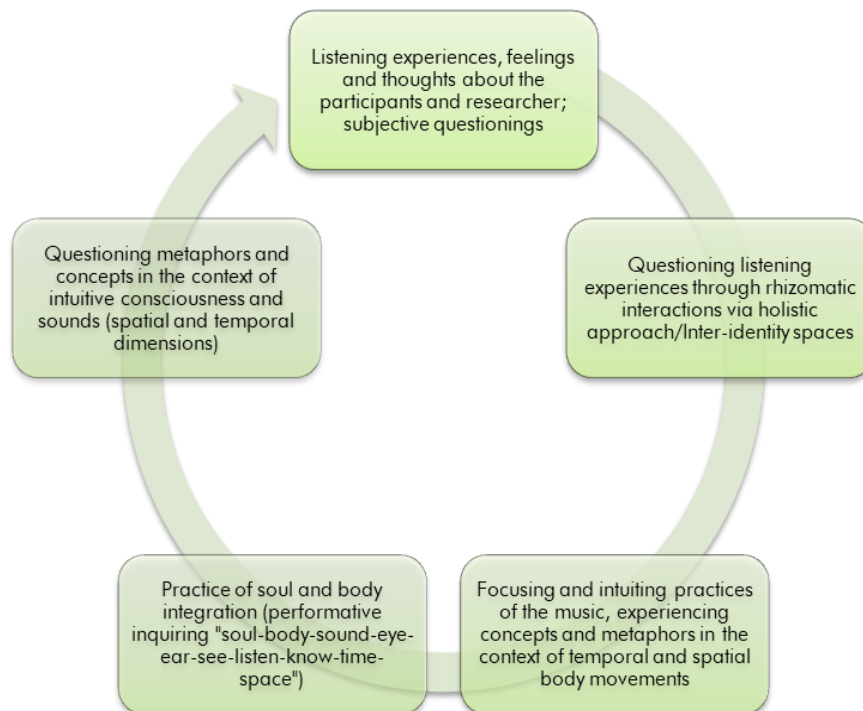 Listening experiences, feelings
and thoughts about the
participants and researcher;
subjective questionings
Questioning listening
experiences through rhizomatic
interactions via holistic
approach/Inter-identity spaces
Focusing and intuiting practices
of the music, experiencing
concepts and metaphors in the
context of temporal and spatial
body movements
Practice of soul and body
integration (performative
inquiring "soul-body-sound-eye-
ear-see-listen-know-time-
space")
Questioning metaphors and
concepts in the context of
intuitive consciousness and
sounds (spatial and temporal
dimensions)